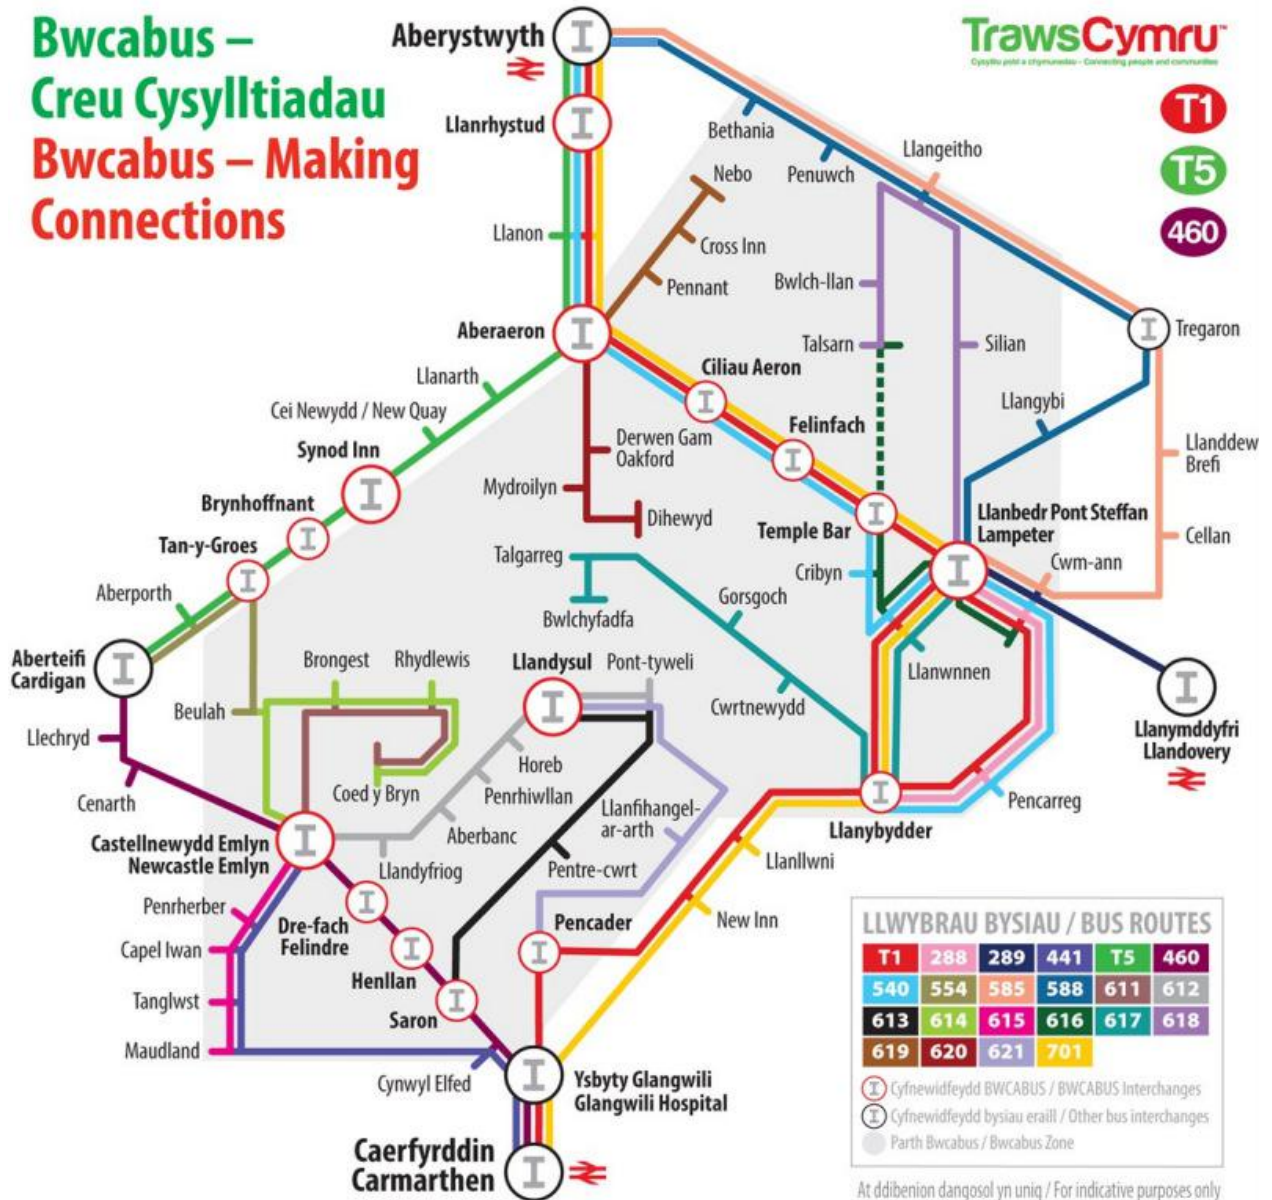 Bwcabus –
Creu Cysylltiadau
Bwcabus – Making
Connections
TrawsCymru™
Cysylltu pobl a chymunedau - Connecting people and communities
T1
T5
460
Aberystwyth
Llanrhystud
Llanon
Aberaeron
Bethania
Penuwch
Llangeitho
Nebo
Cross Inn
Pennant
Bwlch-llan
Talsarn
Silian
Tregaron
Llangybi
Llanddew
Brefi
Cellan
Cwm-ann
Llanarth
Cei Newydd / New Quay
Synod Inn
Brynhoffnant
Tan-y-Groes
Aberporth
Aberteifi
Cardigan
Ciliau Aeron
Felinfach
Temple Bar
Cribyn
Llanbedr Pont Steffan
Lampeter
Derwen Gam
Oakford
Mydroilyn
Dihewyd
Talgarreg
Bwlchyfadfa
Gorsgoch
Cwrtnewydd
Llanwnnen
Llanymddyfri
Llandovery
Pencarreg
Llanybydder
Brongest
Rhydlewis
Llandysul
Pont-tyweli
Beulah
Llechryd
Cenarth
Coed y Bryn
Horeb
Penrhiwllan
Aberbanc
Llandyfriog
Llanfihangel-
ar-arth
Pentre-cwrt
Llanllwni
New Inn
Pencader
Castellnewydd Emlyn
Newcastle Emlyn
Penrherber
Capel Iwan
Tanglwst
Maudland
Dre-fach
Felindre
Henllan
Saron
Cynwyl Elfed
Ysbyty Glangwili
Glangwili Hospital
Caerfyrddin
Carmarthen
LLWYBRAU BYSIAU / BUS ROUTES
T1 288 289 441 T5 460
540 554 585 588 611 612
613 614 615 616 617 618
619 620 621 701
Cyfnewidfeydd BWCABUS / BWCABUS Interchanges
Cyfnewidfeydd bysiau eraill / Other bus interchanges
Parth Bwcabus / Bwcabus Zone
At ddibenion dangosol yn uniq / For indicative purposes only